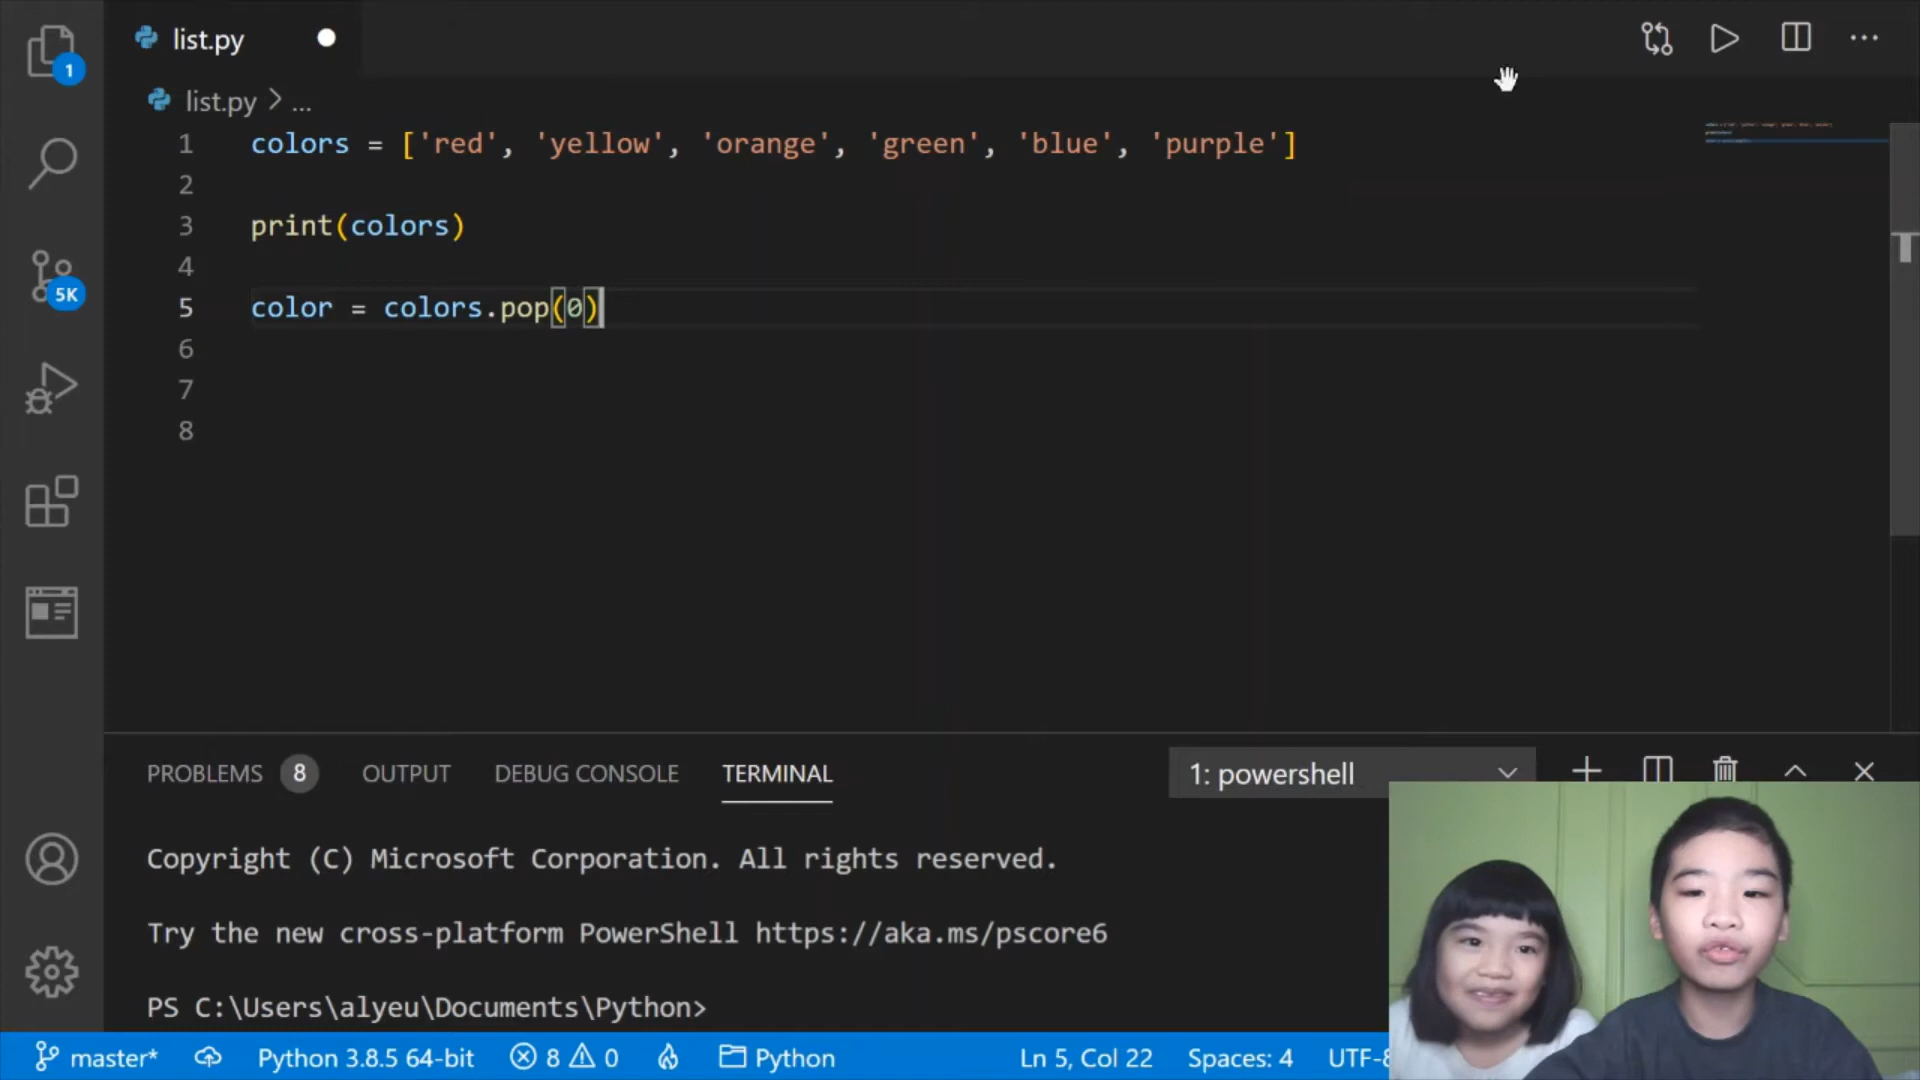 list.py
1
list.py > ...
1 colors = ['red', 'yellow', 'orange', 'green', 'blue', 'purple']
2
3 print(colors)
4
5 color = colors.pop(0)
6
7
8
5K
PROBLEMS 8 OUTPUT DEBUG CONSOLE TERMINAL 1: powershell
Copyright (C) Microsoft Corporation. All rights reserved.
Try the new cross-platform PowerShell https://aka.ms/pscore6
PS C:\Users\alyeu\Documents\Python>
master* Python 3.8.5 64-bit 8 0 Python Ln 5, Col 22 Spaces: 4 UTF-8